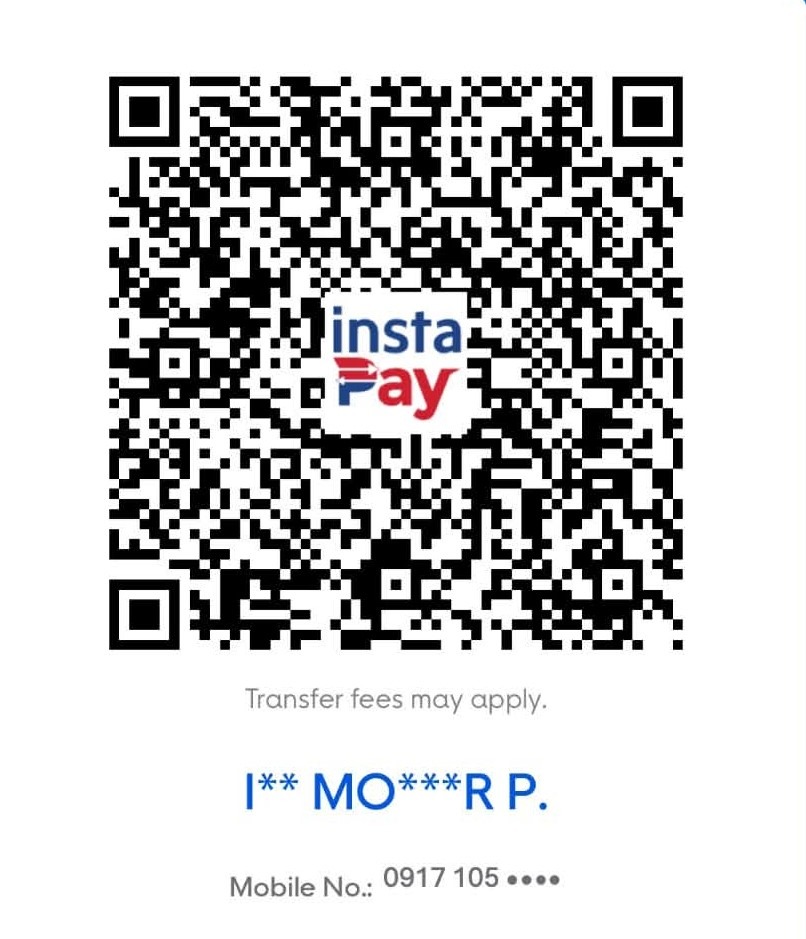 insta
Pay
Transfer fees may apply.
I** MO***R P.
Mobile No.: 0917 105 ••••